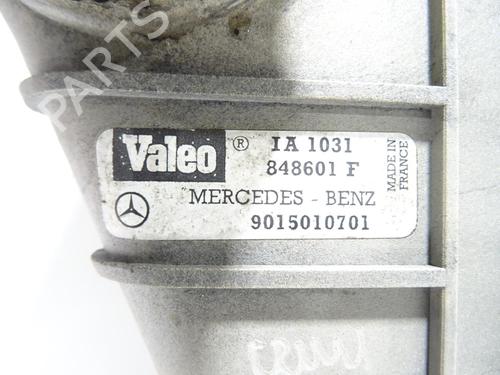 PARTS
Valeo ® IA 1031
848601 F
MERCEDES - BENZ
9015010701
MADE IN
FRANCE